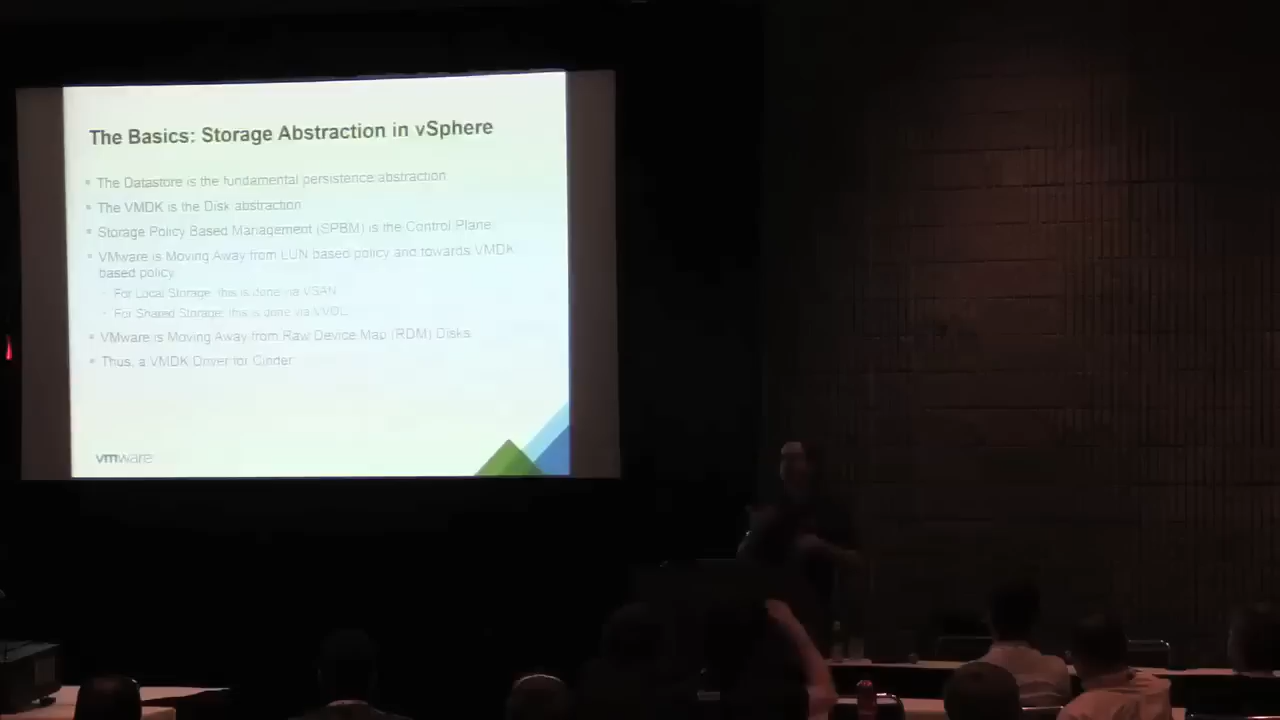 The Basics: Storage Abstraction in vSphere
The Datastore is the fundamental persistence abstraction
The VMDK is the Disk abstraction
Storage Policy Based Management (SPBM) is the Control Plane
VMware is Moving Away from LUN based policy and towards VMDK
based policy
For Local Storage, this is done via VSAN
For Shared Storage, this is done via VVOL
VMware is Moving Away from Raw Device Map (RDM) Disks
Thus, a VMDK Driver for Cinder
vmware